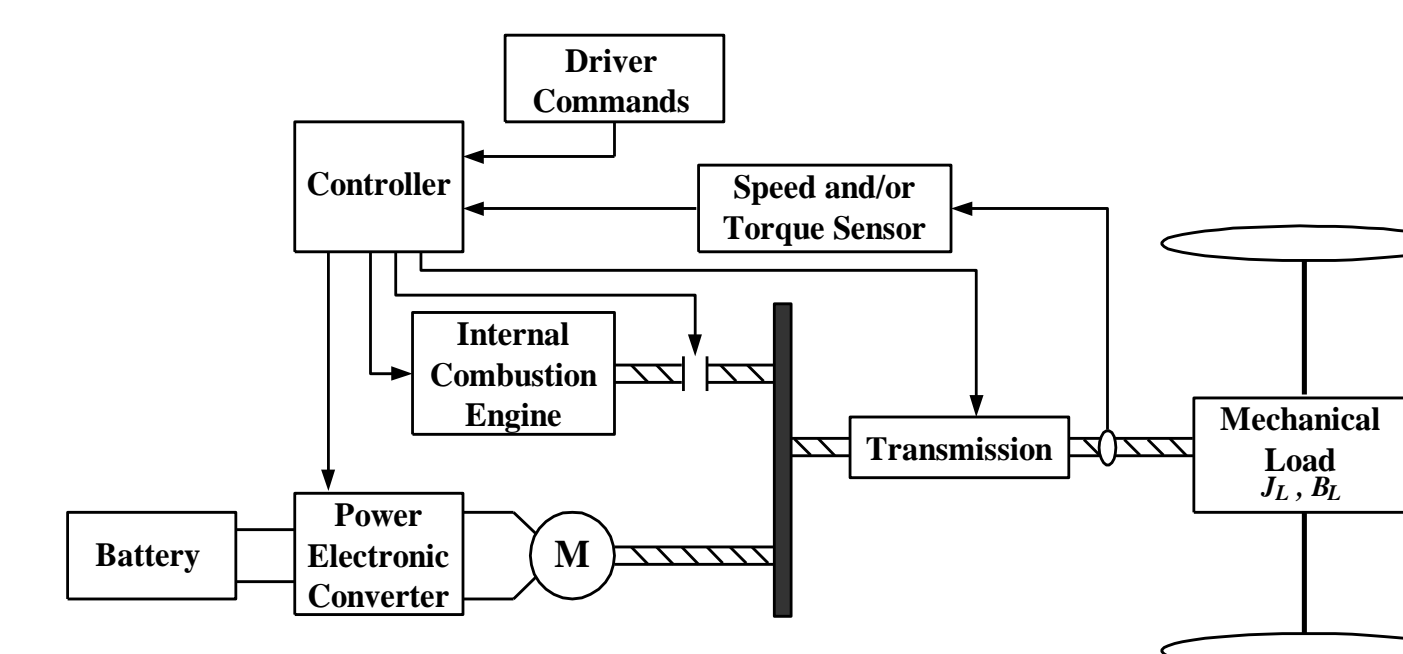 Driver
Commands
Controller
Speed and/or
Torque Sensor
Internal
Combustion
Engine
Transmission
Mechanical
Load
J_L , B_L
Battery
Power
Electronic
Converter
M